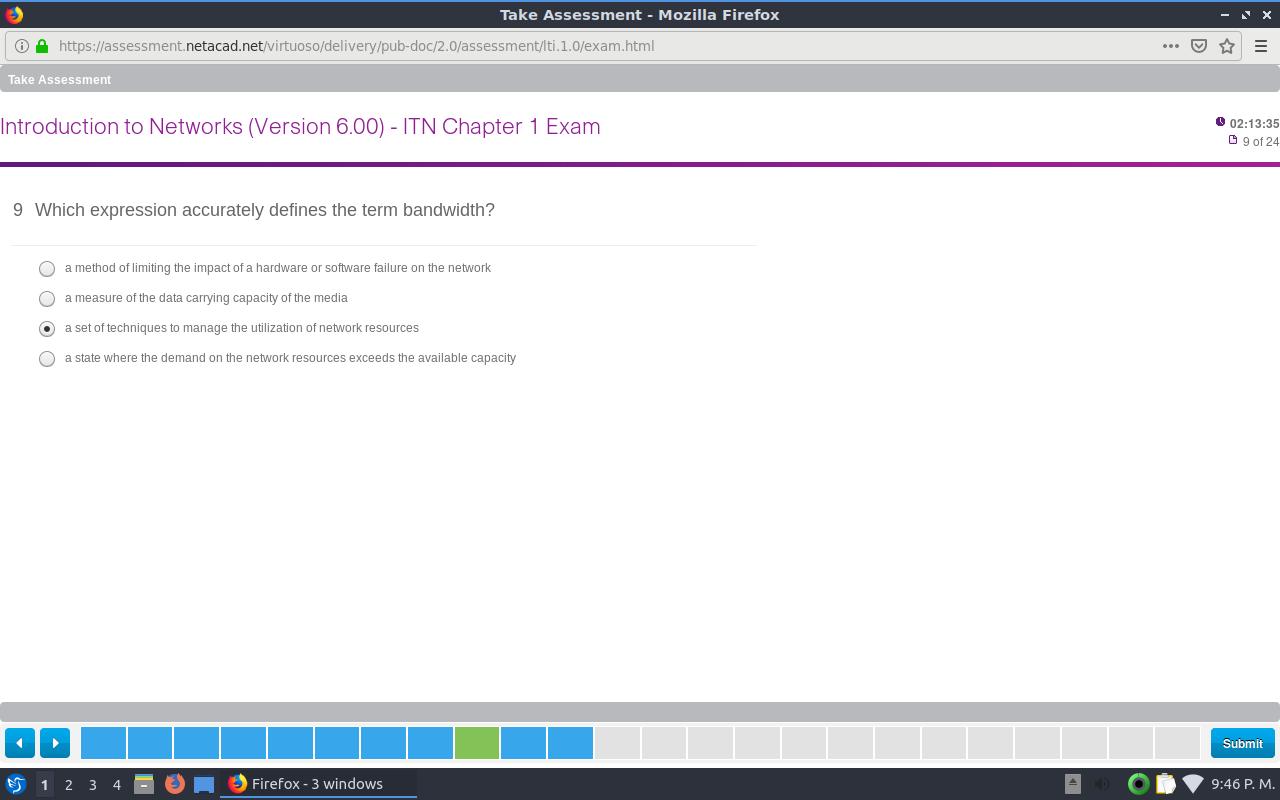 Take Assessment - Mozilla Firefox
https://assessment.netacad.net/virtuoso/delivery/pub-doc/2.0/assessment/lti.1.0/exam.html
Take Assessment
Introduction to Networks (Version 6.00) - ITN Chapter 1 Exam
02:13:35
9 of 24
9 Which expression accurately defines the term bandwidth?
a method of limiting the impact of a hardware or software failure on the network
a measure of the data carrying capacity of the media
a set of techniques to manage the utilization of network resources
a state where the demand on the network resources exceeds the available capacity
Submit
1 2 3 4 Firefox - 3 windows 9:46 P. M.